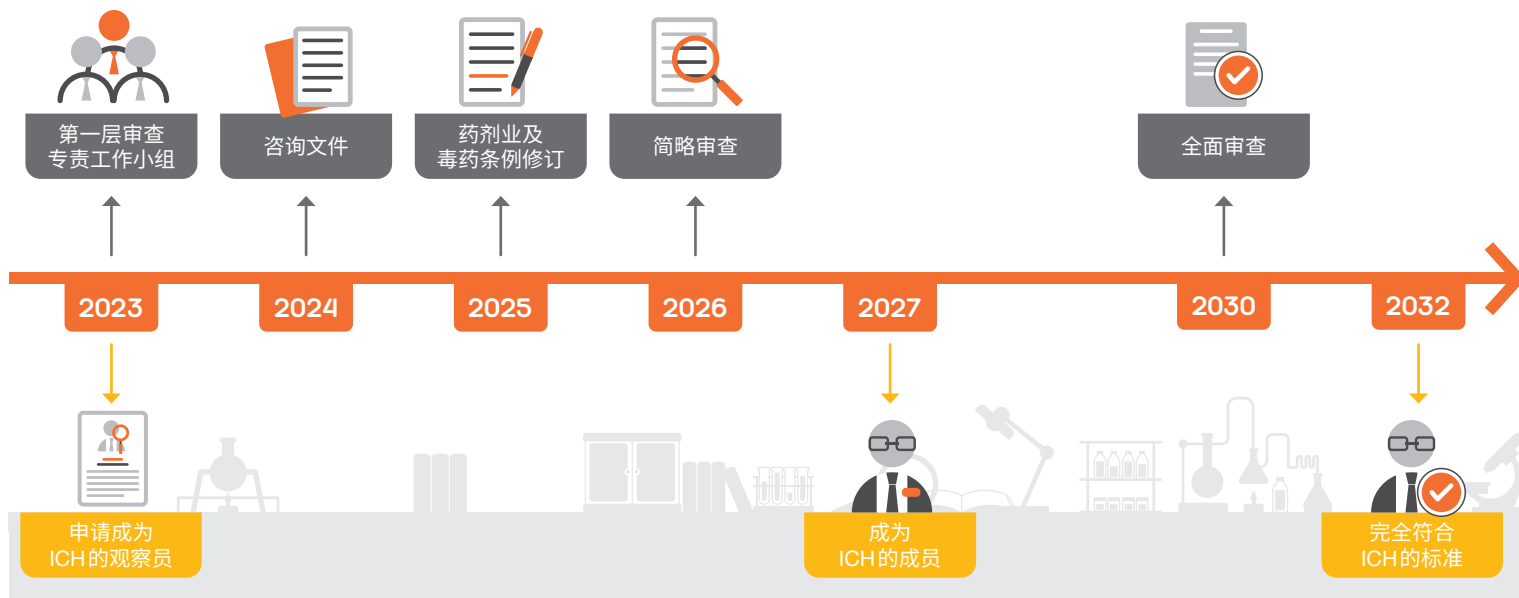 第一层审查
专责工作小组
咨询文件
药剂业及
毒药条例修订
简略审查
全面审查
2023
2024
2025
2026
2027
2030
2032
申请成为
ICH的观察员
成为
ICH的成员
完全符合
ICH的标准